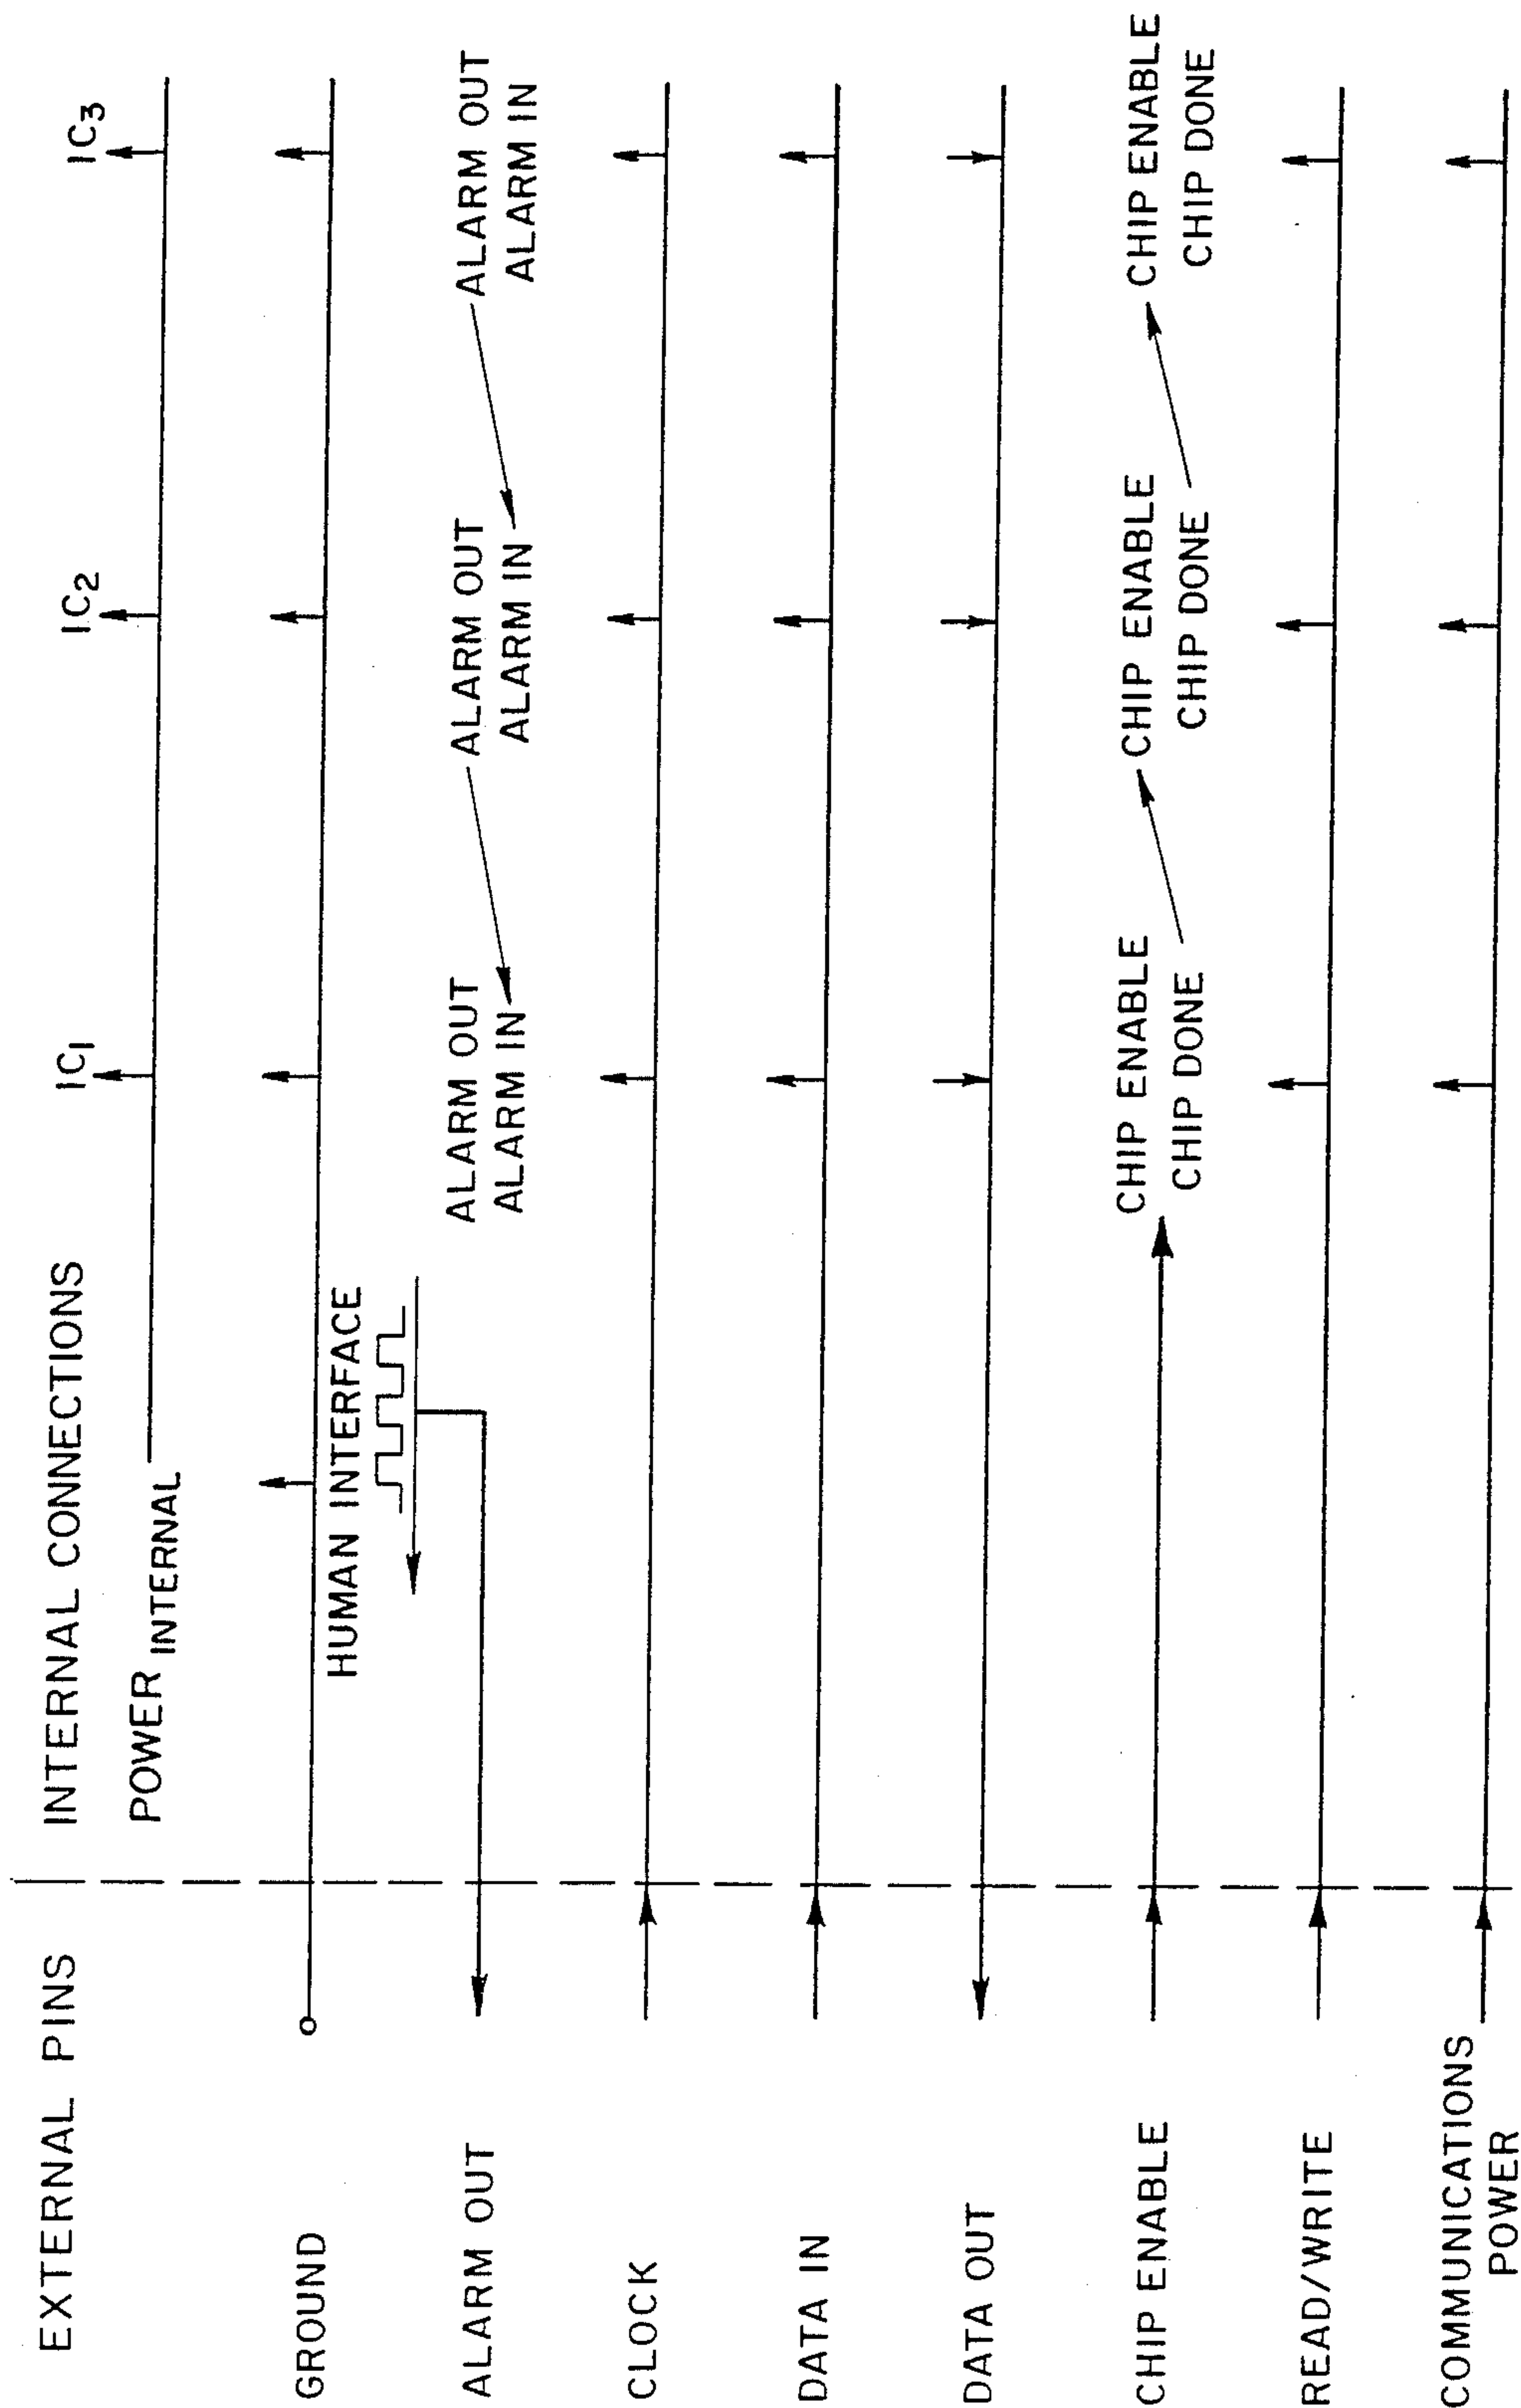 EXTERNAL PINS
INTERNAL CONNECTIONS
IC1
IC2
IC3
POWER INTERNAL
GROUND
HUMAN INTERFACE
ALARM OUT
ALARM OUT
ALARM IN
ALARM OUT
ALARM IN
ALARM OUT
ALARM IN
CLOCK
DATA IN
DATA OUT
CHIP ENABLE
CHIP ENABLE
CHIP DONE
CHIP ENABLE
CHIP DONE
CHIP ENABLE
CHIP DONE
READ/WRITE
COMMUNICATIONS
POWER